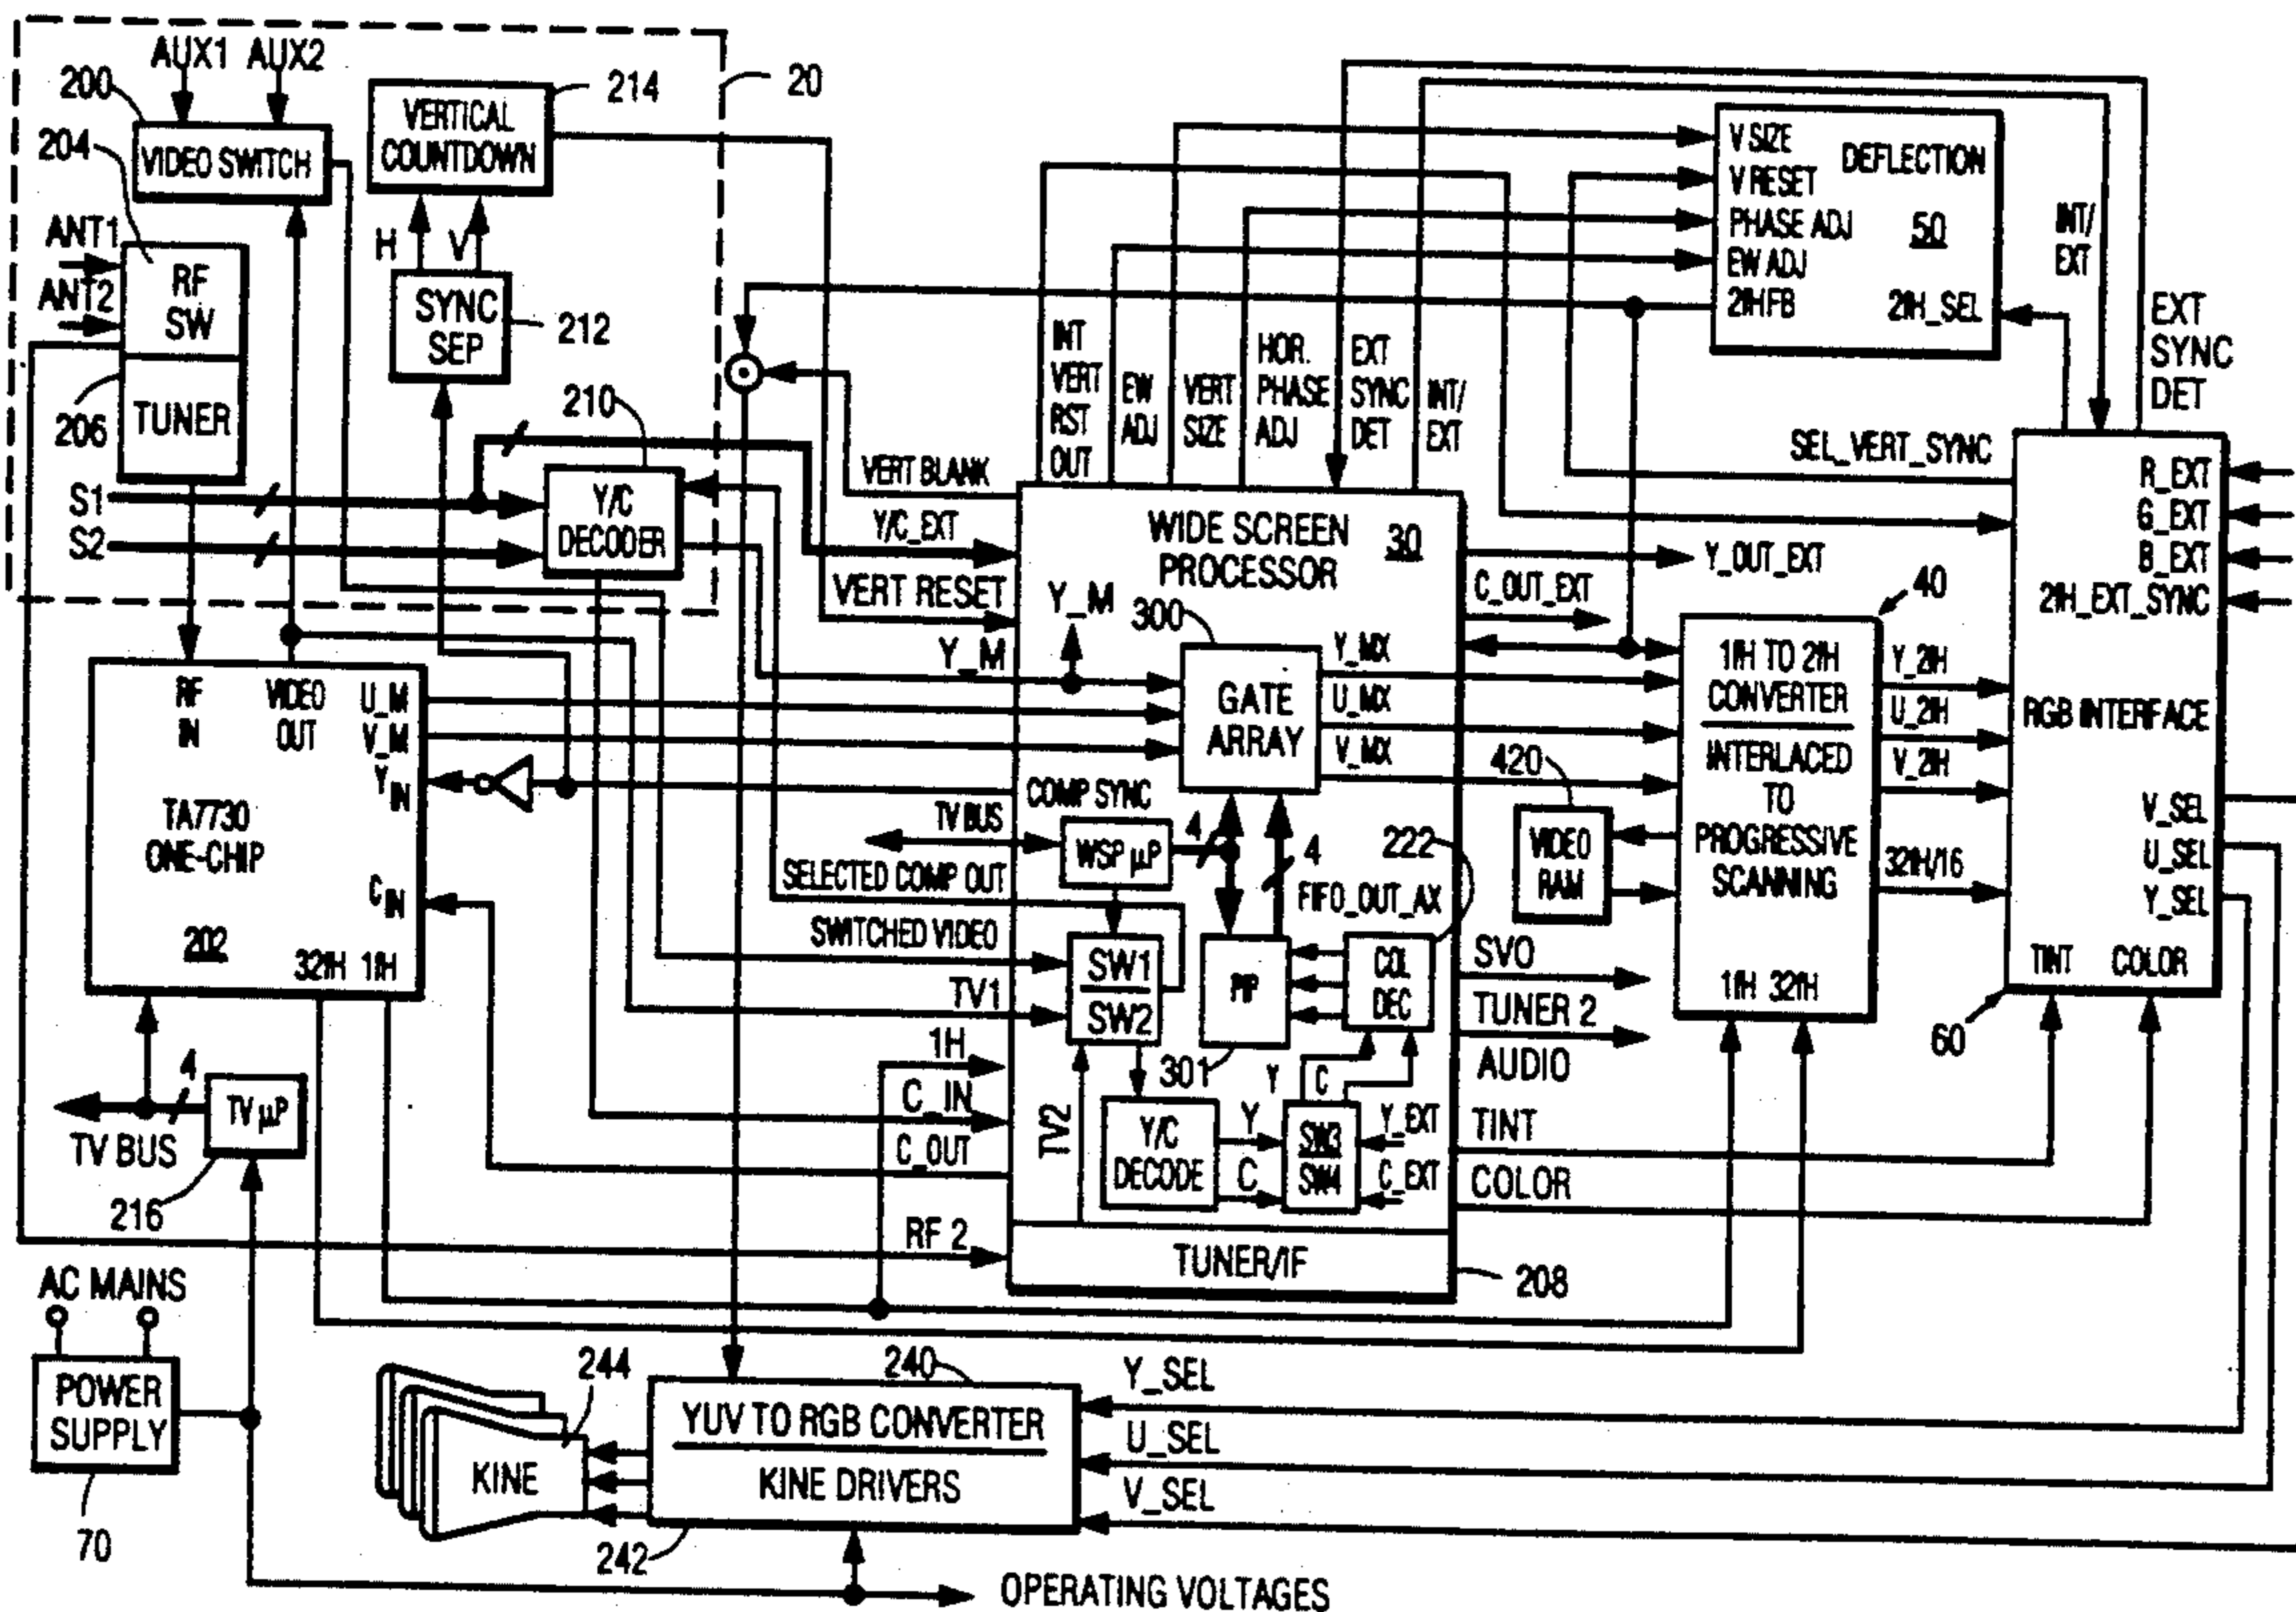 AUX1 AUX2
200
VIDEO SWITCH
204
VERTICAL
COUNTDOWN
214
20
ANT1
ANT2
RF
SW
206
TUNER
H
V
SYNC
SEP
212
210
S1
S2
Y/C
DECODER
VERT BLANK
Y/C_EXT
VERT RESET
Y_M
INT
VERT
RST
OUT
EW
ADJ
VERT
SIZE
HOR.
PHASE
ADJ
EXT
SYNC
DET
INT/
EXT
V SIZE
V RESET
PHASE ADJ
EW ADJ
2fHFB
DEFLECTION
50
2fH_SEL
INT/
EXT
EXT
SYNC
DET
SEL_VERT_SYNC
R_EXT
G_EXT
B_EXT
2fH_EXT_SYNC
RGB INTERFACE
V_SEL
U_SEL
Y_SEL
TINT COLOR
60
WIDE SCREEN
PROCESSOR
30
Y_M
300
GATE
ARRAY
Y_MX
U_MX
V_MX
Y_OUT_EXT
C_OUT_EXT
40
1fH TO 2fH
CONVERTER
INTERLACED
TO
PROGRESSIVE
SCANNING
1fH 32fH
Y_2fH
U_2fH
V_2fH
32fH/16
420
VIDEO
RAM
RF
IN
VIDEO
OUT
U_M
V_M
Y IN
TA7730
ONE-CHIP
C IN
202
32fH 1fH
COMP SYNC
TV BUS
WSP µP
4
4
222
SELECTED COMP OUT
FIFO_OUT_AX
SWITCHED VIDEO
SW1
SW2
PIP
COL
DEC
SVO
TV1
TUNER 2
AUDIO
1H
301
Y
C
C_IN
TV2
Y/C
DECODE
Y
C
SW3
SW4
Y_EXT
C_EXT
TINT
C_OUT
COLOR
4
TV BUS
TV µP
216
RF 2
TUNER/IF
208
AC MAINS
POWER
SUPPLY
70
244
KINE
240
YUV TO RGB CONVERTER
KINE DRIVERS
242
Y_SEL
U_SEL
V_SEL
OPERATING VOLTAGES